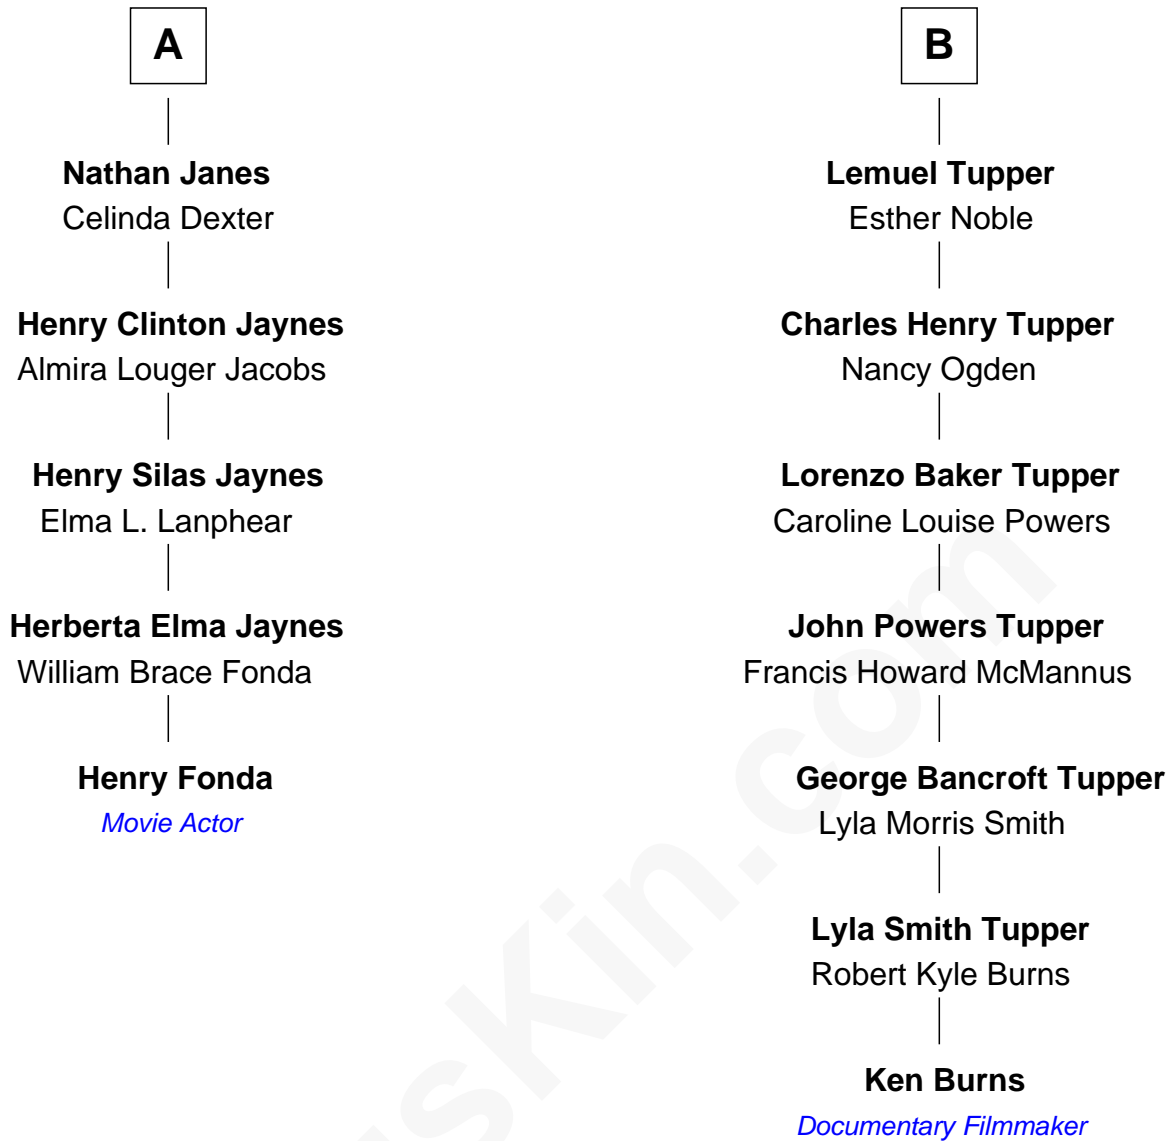 A
Nathan Janes
Celinda Dexter
Henry Clinton Jaynes
Almira Louger Jacobs
Henry Silas Jaynes
Elma L. Lanphear
Herberta Elma Jaynes
William Brace Fonda
Henry Fonda
Movie Actor
B
Lemuel Tupper
Esther Noble
Charles Henry Tupper
Nancy Ogden
Lorenzo Baker Tupper
Caroline Louise Powers
John Powers Tupper
Francis Howard McMannus
George Bancroft Tupper
Lyla Morris Smith
Lyla Smith Tupper
Robert Kyle Burns
Ken Burns
Documentary Filmmaker